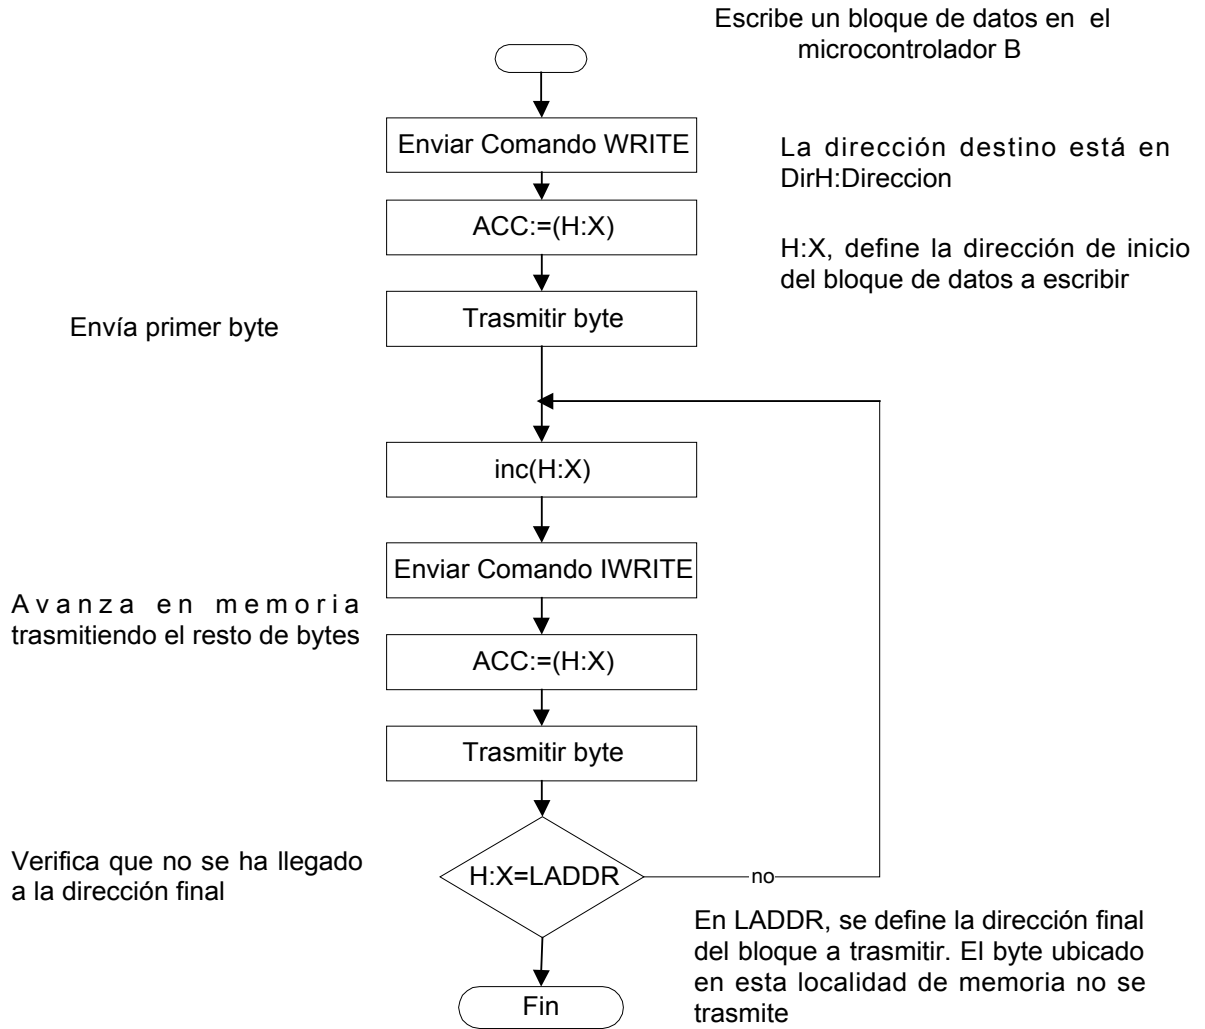 Escribe un bloque de datos en el
microcontrolador B
Enviar Comando WRITE
La dirección destino está en
DirH:Direccion
ACC:=(H:X)
H:X, define la dirección de inicio
del bloque de datos a escribir
Envía primer byte
Trasmitir byte
inc(H:X)
Enviar Comando IWRITE
Avanza en memoria
trasmitiendo el resto de bytes
ACC:=(H:X)
Trasmitir byte
Verifica que no se ha llegado
a la dirección final
H:X=LADDR
no
En LADDR, se define la dirección final
del bloque a trasmitir. El byte ubicado
en esta localidad de memoria no se
trasmite
Fin